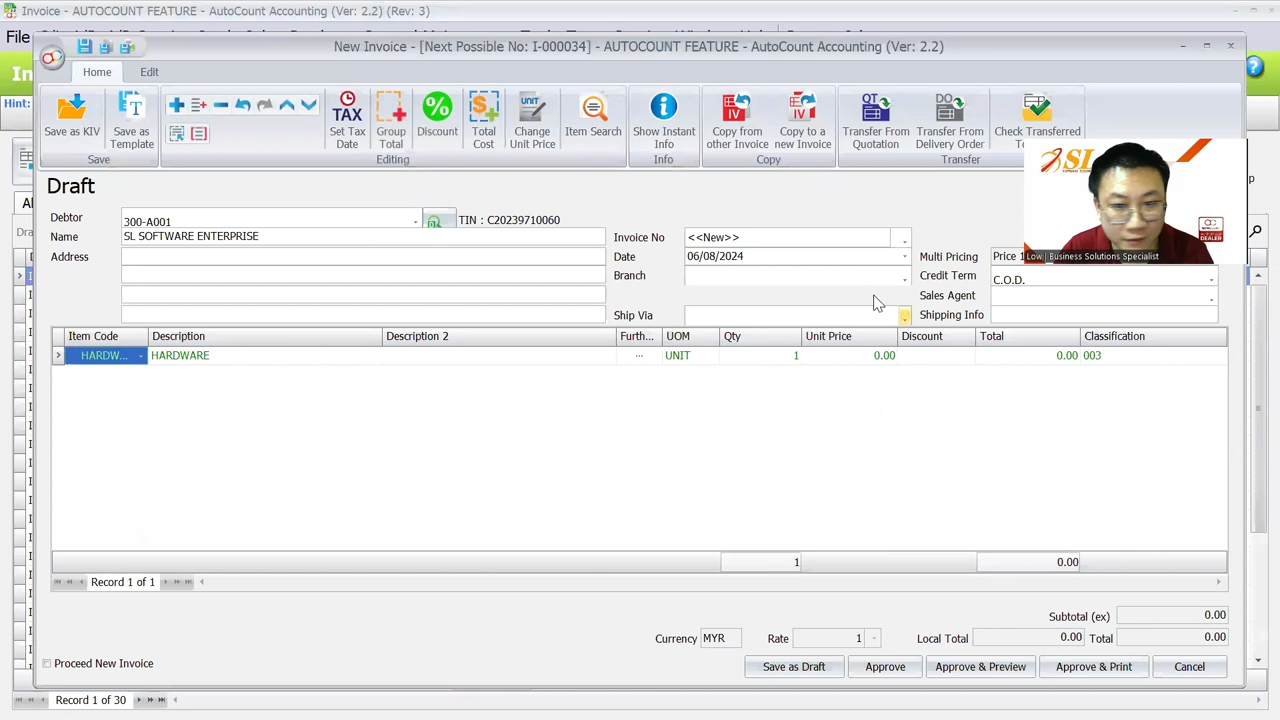 Invoice - AUTOCOUNT FEATURE - AutoCount Accounting (Ver: 2.2) (Rev: 3)
File
New Invoice - [Next Possible No: I-000034] - AUTOCOUNT FEATURE - AutoCount Accounting (Ver: 2.2)
In
Home Edit
Hint:
Save as KIV
Save as Template
Set Tax Date
Group Total
Discount
Total Cost
Change Unit Price
Item Search
Show Instant Info
Copy from other Invoice
Copy to a new Invoice
Transfer From Quotation
Transfer From Delivery Order
Check Transferred
Save Editing Info Copy Transfer
Draft
Debtor 300-A001 TIN : C20239710060
Name SL SOFTWARE ENTERPRISE
Address
Invoice No <<New>>
Date 06/08/2024
Branch
Ship Via
Multi Pricing Price 1
Credit Term C.O.D.
Sales Agent
Shipping Info
SL
Low | Business Solutions Specialist
Item Code Description Description 2 Furth... UOM Qty Unit Price Discount Total Classification
HARDW... HARDWARE ... UNIT 1 0.00 0.00 003
1 0.00
Record 1 of 1
Subtotal (ex) 0.00
Currency MYR Rate 1 Local Total 0.00 Total 0.00
Proceed New Invoice
Save as Draft Approve Approve & Preview Approve & Print Cancel
Record 1 of 30